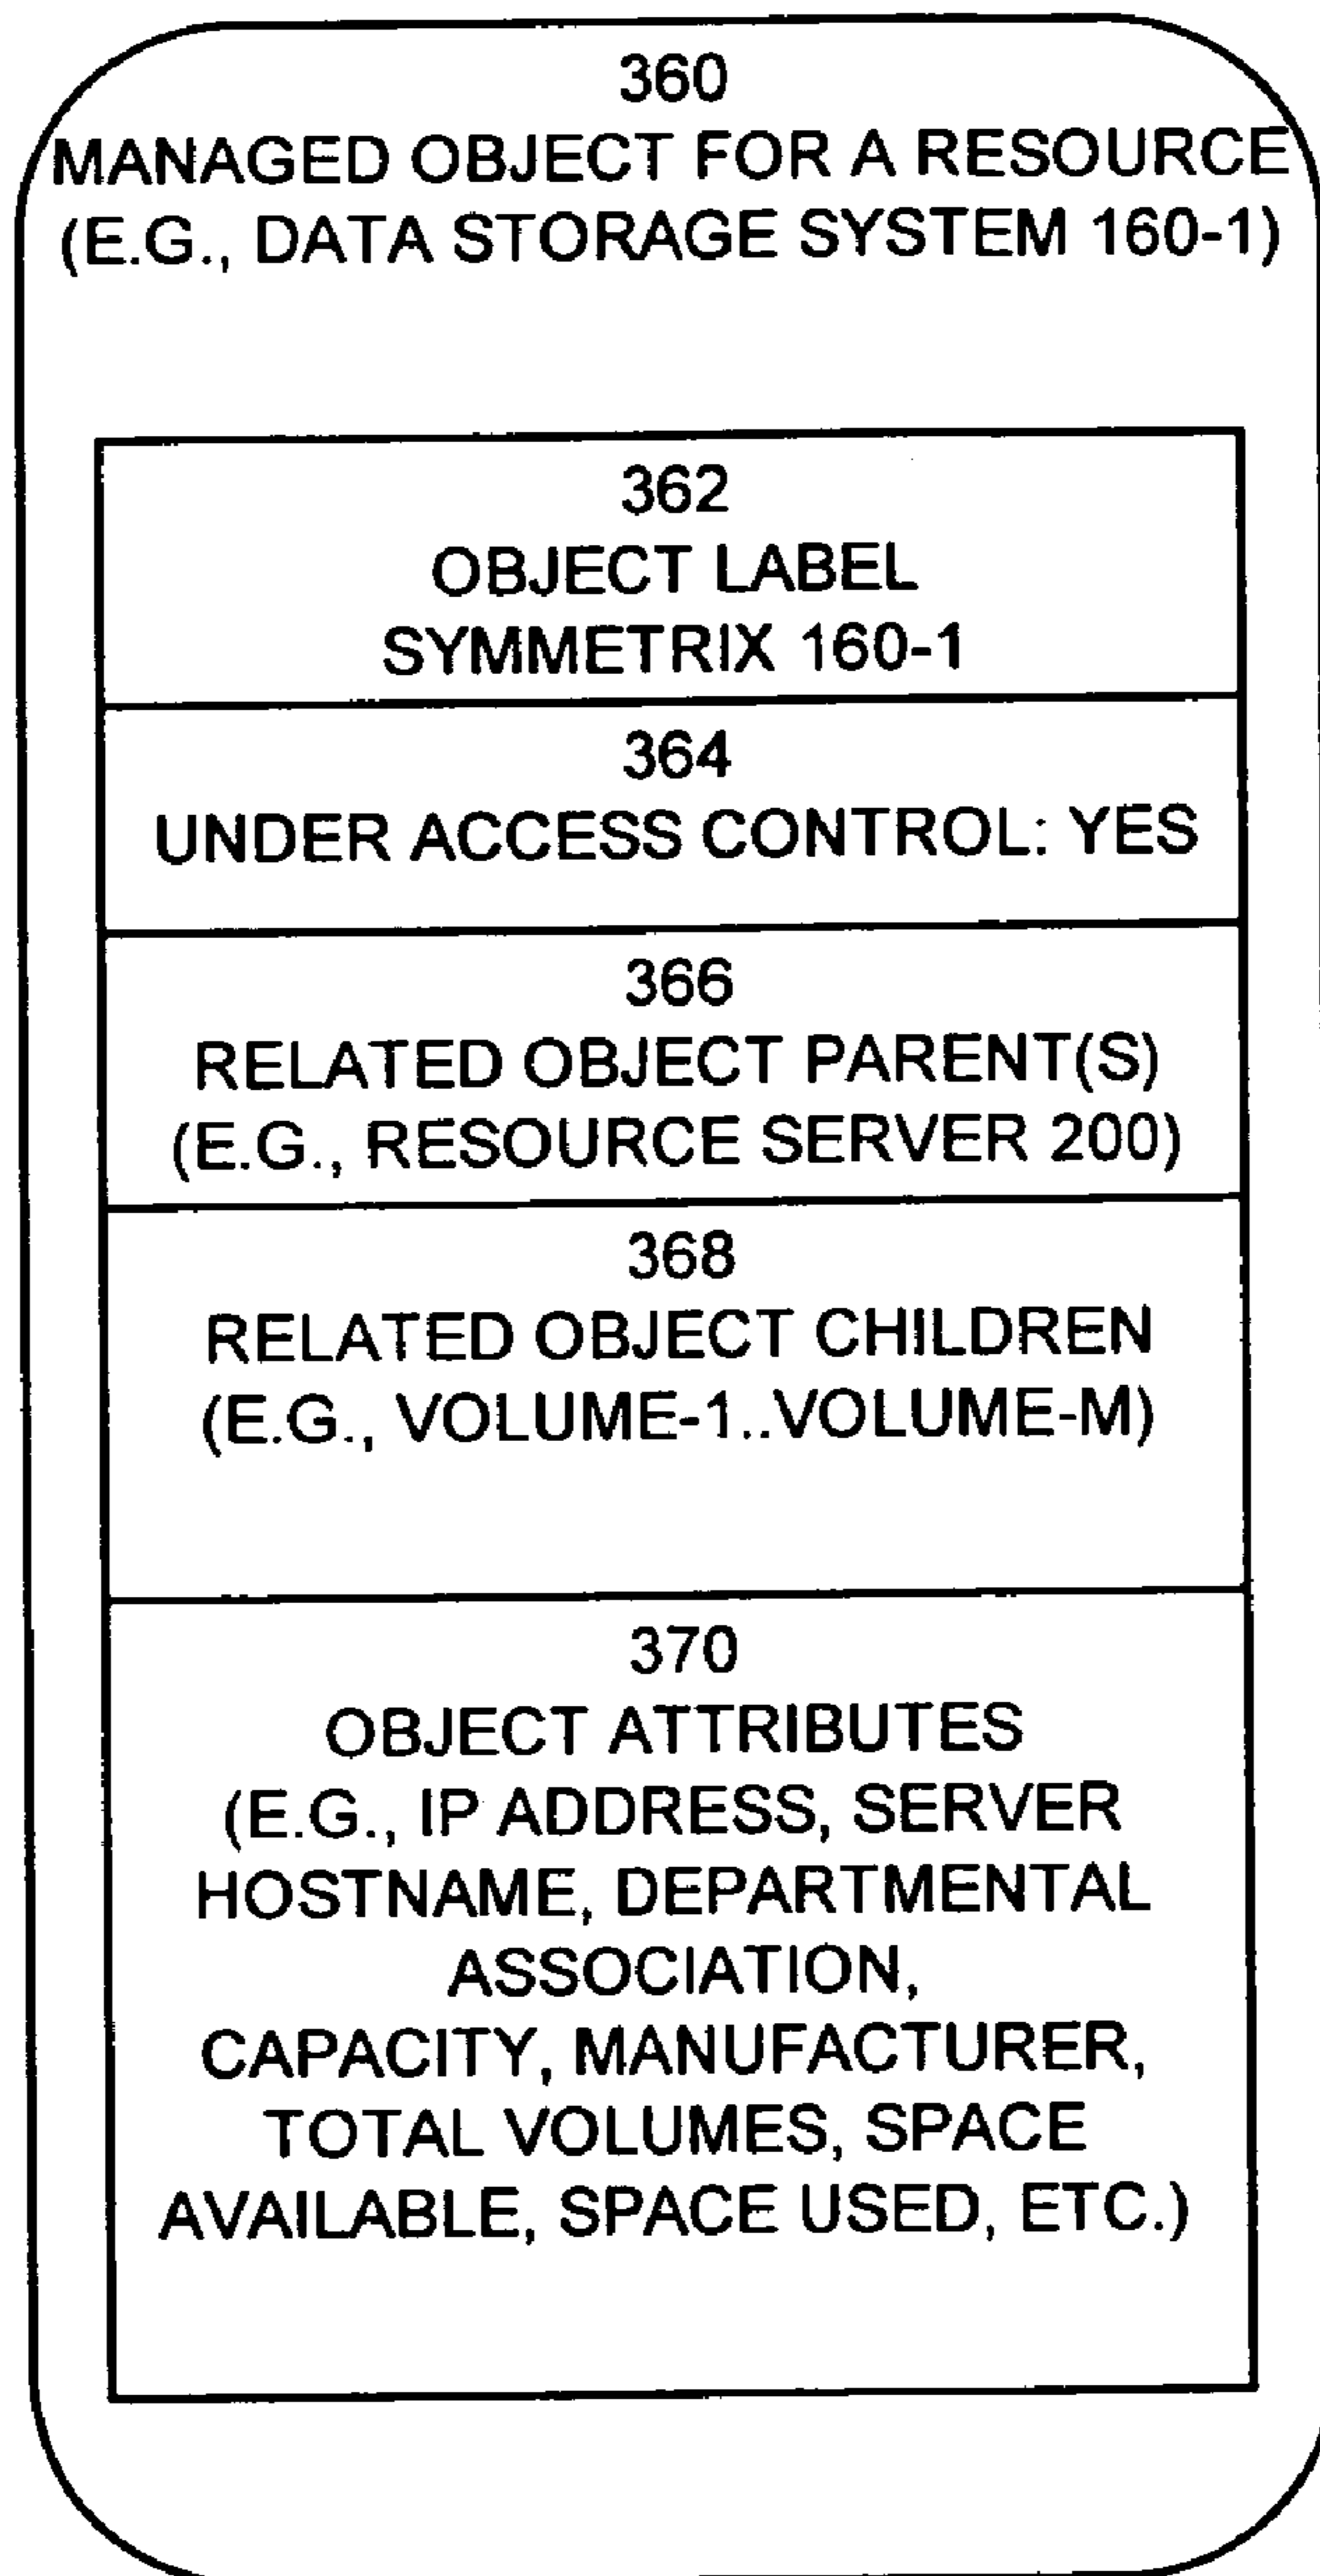 360
MANAGED OBJECT FOR A RESOURCE
(E.G., DATA STORAGE SYSTEM 160-1)
362
OBJECT LABEL
SYMMETRIX 160-1
364
UNDER ACCESS CONTROL: YES
366
RELATED OBJECT PARENT(S)
(E.G., RESOURCE SERVER 200)
368
RELATED OBJECT CHILDREN
(E.G., VOLUME-1..VOLUME-M)
370
OBJECT ATTRIBUTES
(E.G., IP ADDRESS, SERVER
HOSTNAME, DEPARTMENTAL
ASSOCIATION,
CAPACITY, MANUFACTURER,
TOTAL VOLUMES, SPACE
AVAILABLE, SPACE USED, ETC.)